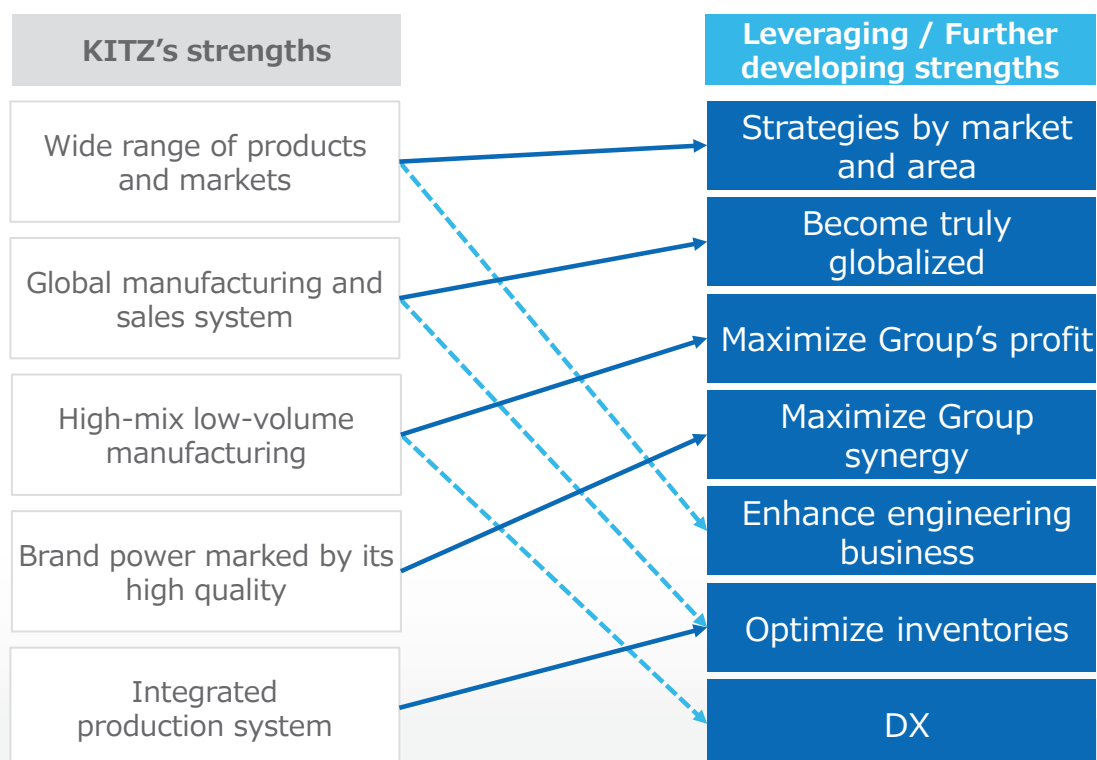 KITZ’s strengths
Wide range of products
and markets
Global manufacturing and
sales system
High-mix low-volume
manufacturing
Brand power marked by its
high quality
Integrated
production system
Leveraging / Further
developing strengths
Strategies by market
and area
Become truly
globalized
Maximize Group’s profit
Maximize Group
synergy
Enhance engineering
business
Optimize inventories
DX